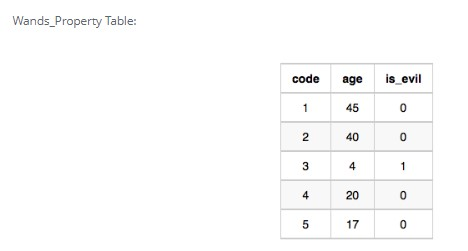 Wands_Property Table:
code age is_evil
1 45 0
2 40 0
3 4 1
4 20 0
5 17 0